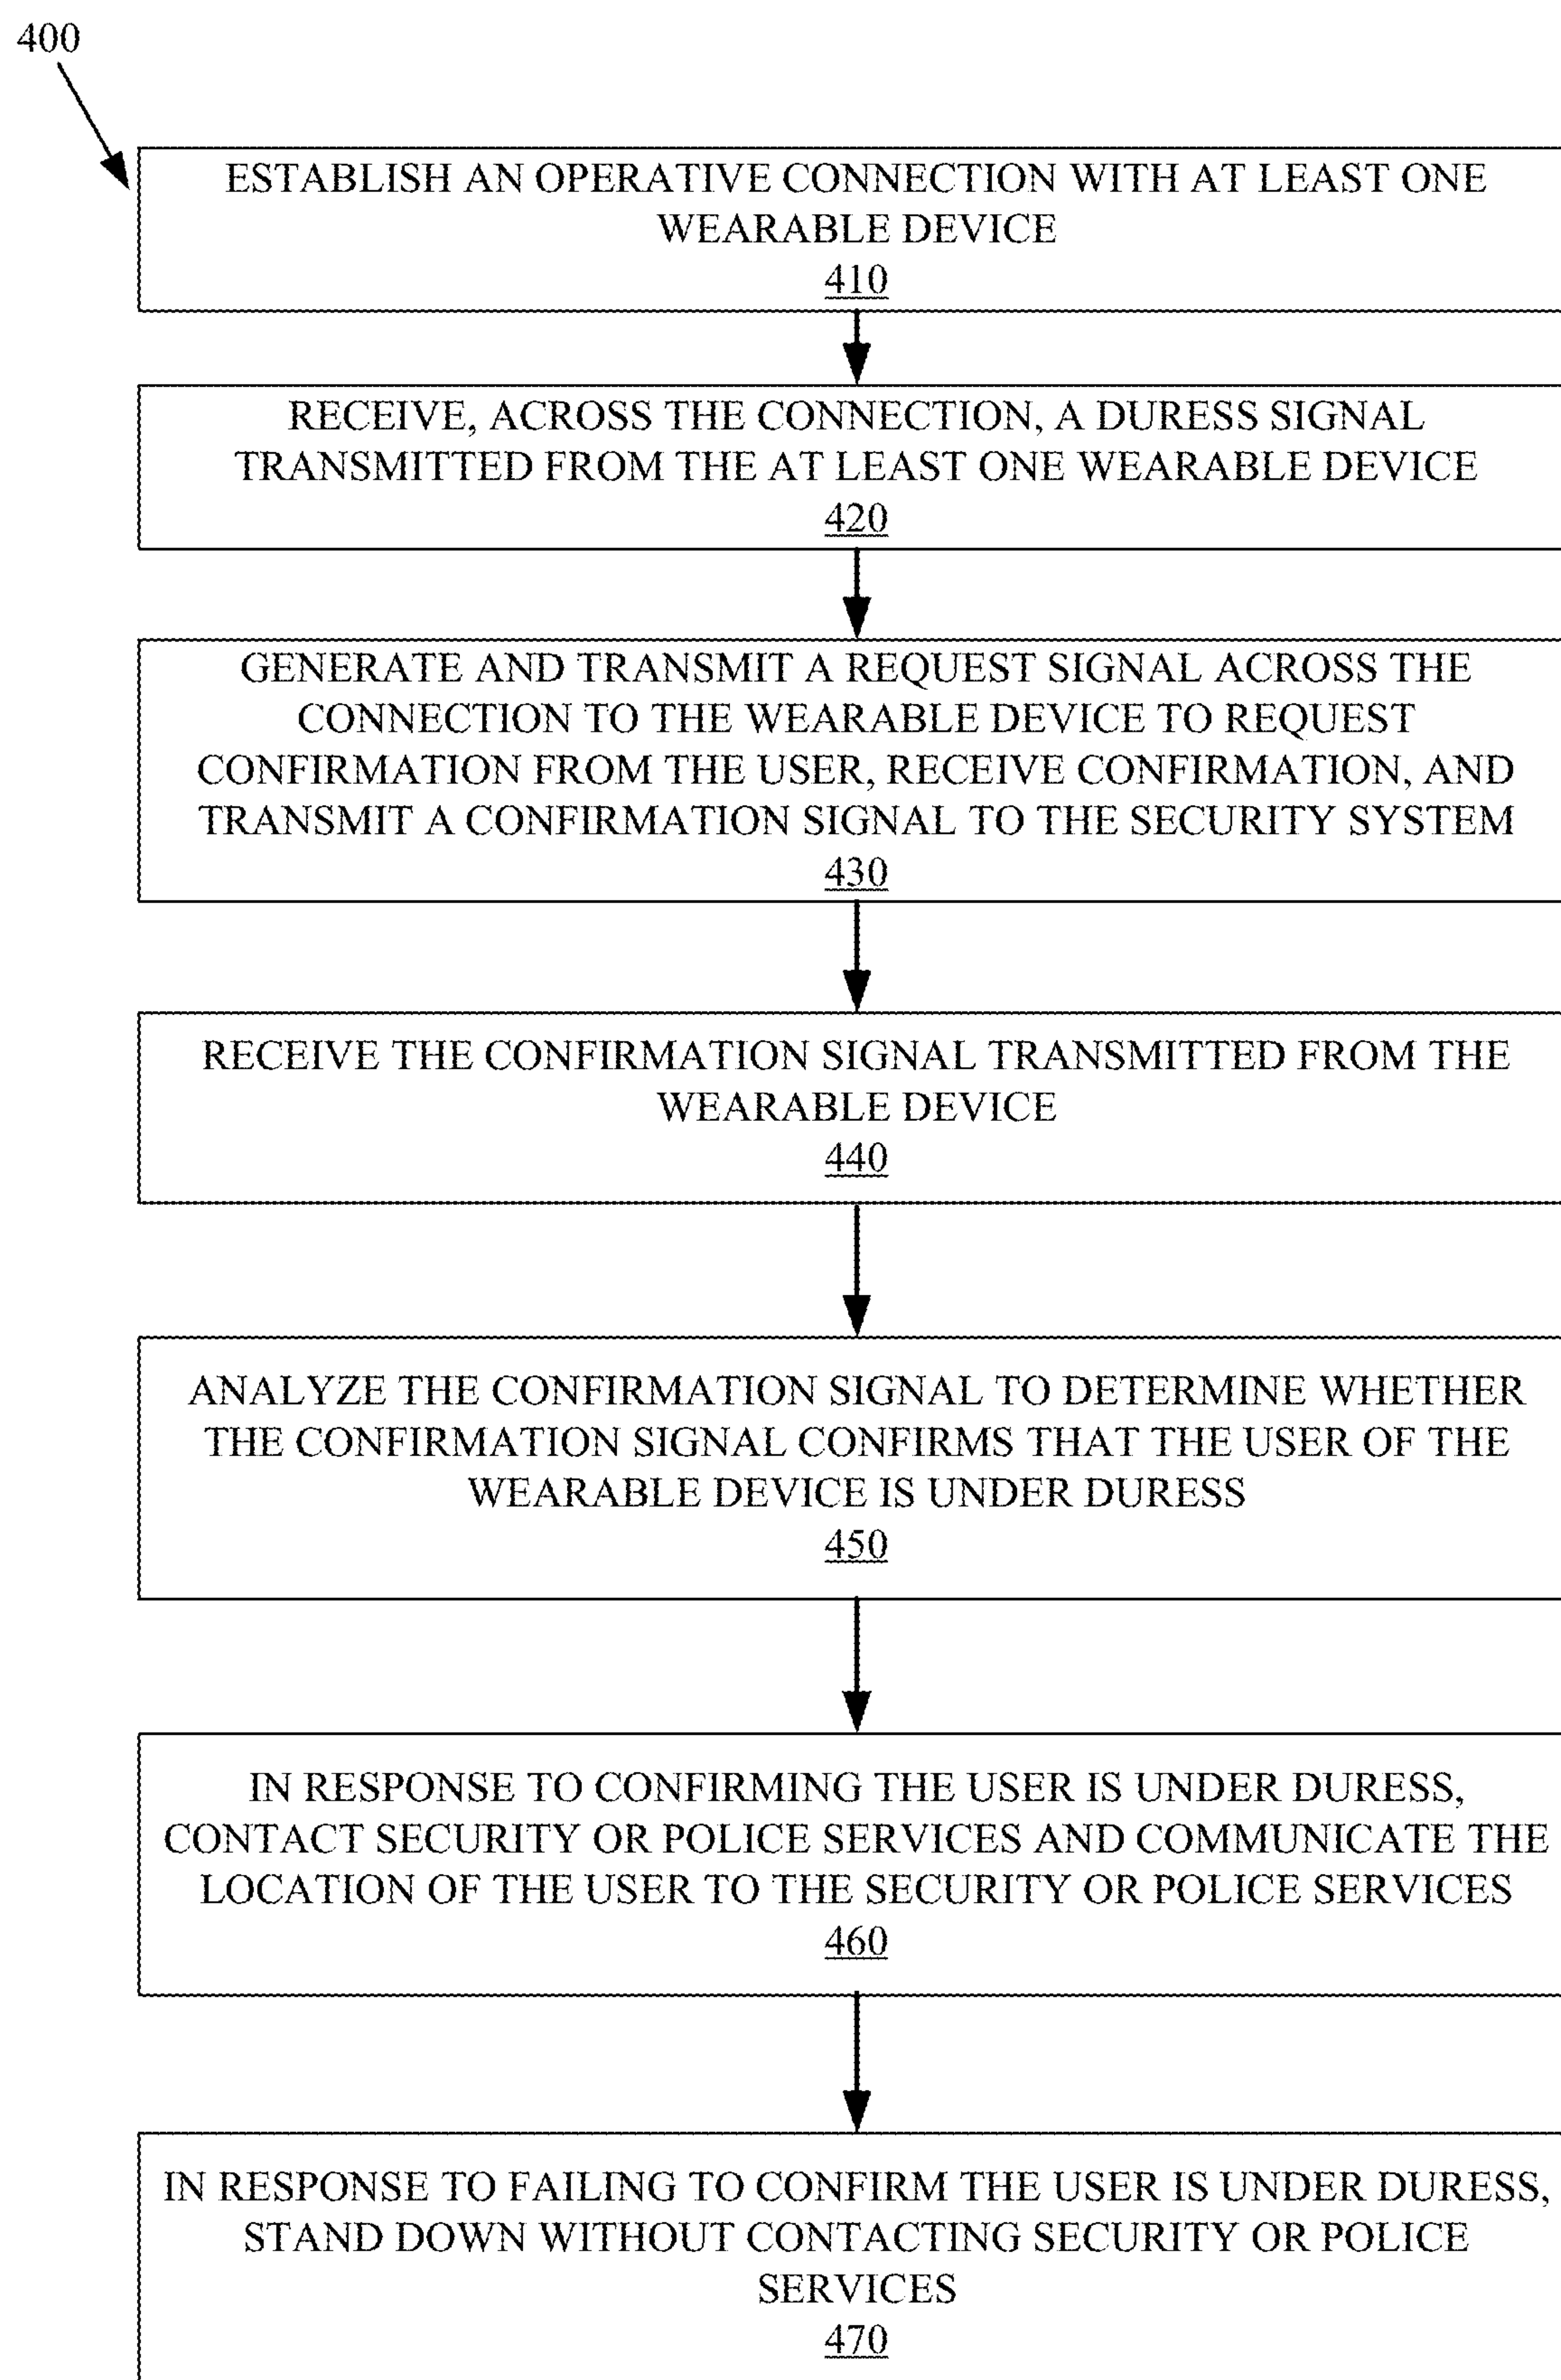 400
ESTABLISH AN OPERATIVE CONNECTION WITH AT LEAST ONE
WEARABLE DEVICE
410
RECEIVE, ACROSS THE CONNECTION, A DURESS SIGNAL
TRANSMITTED FROM THE AT LEAST ONE WEARABLE DEVICE
420
GENERATE AND TRANSMIT A REQUEST SIGNAL ACROSS THE
CONNECTION TO THE WEARABLE DEVICE TO REQUEST
CONFIRMATION FROM THE USER, RECEIVE CONFIRMATION, AND
TRANSMIT A CONFIRMATION SIGNAL TO THE SECURITY SYSTEM
430
RECEIVE THE CONFIRMATION SIGNAL TRANSMITTED FROM THE
WEARABLE DEVICE
440
ANALYZE THE CONFIRMATION SIGNAL TO DETERMINE WHETHER
THE CONFIRMATION SIGNAL CONFIRMS THAT THE USER OF THE
WEARABLE DEVICE IS UNDER DURESS
450
IN RESPONSE TO CONFIRMING THE USER IS UNDER DURESS,
CONTACT SECURITY OR POLICE SERVICES AND COMMUNICATE THE
LOCATION OF THE USER TO THE SECURITY OR POLICE SERVICES
460
IN RESPONSE TO FAILING TO CONFIRM THE USER IS UNDER DURESS,
STAND DOWN WITHOUT CONTACTING SECURITY OR POLICE
SERVICES
470